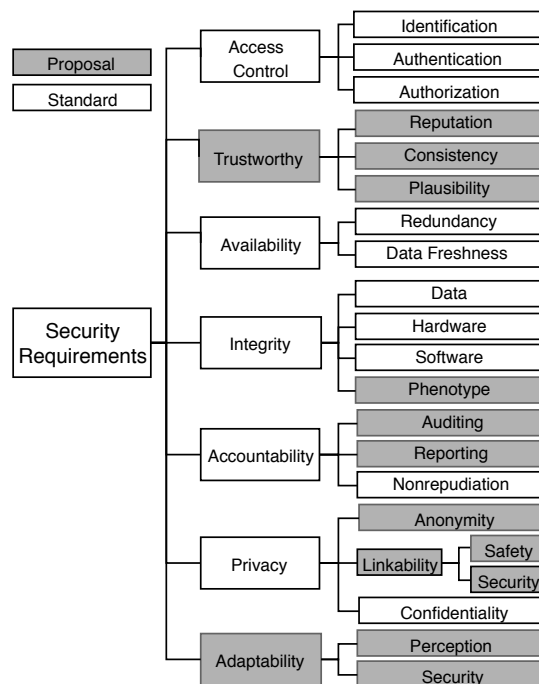 Proposal
Standard
Security
Requirements
Access
Control
Identification
Authentication
Authorization
Trustworthy
Reputation
Consistency
Plausibility
Availability
Redundancy
Data Freshness
Integrity
Data
Hardware
Software
Phenotype
Accountability
Auditing
Reporting
Nonrepudiation
Privacy
Anonymity
Linkability
Safety
Security
Confidentiality
Adaptability
Perception
Security